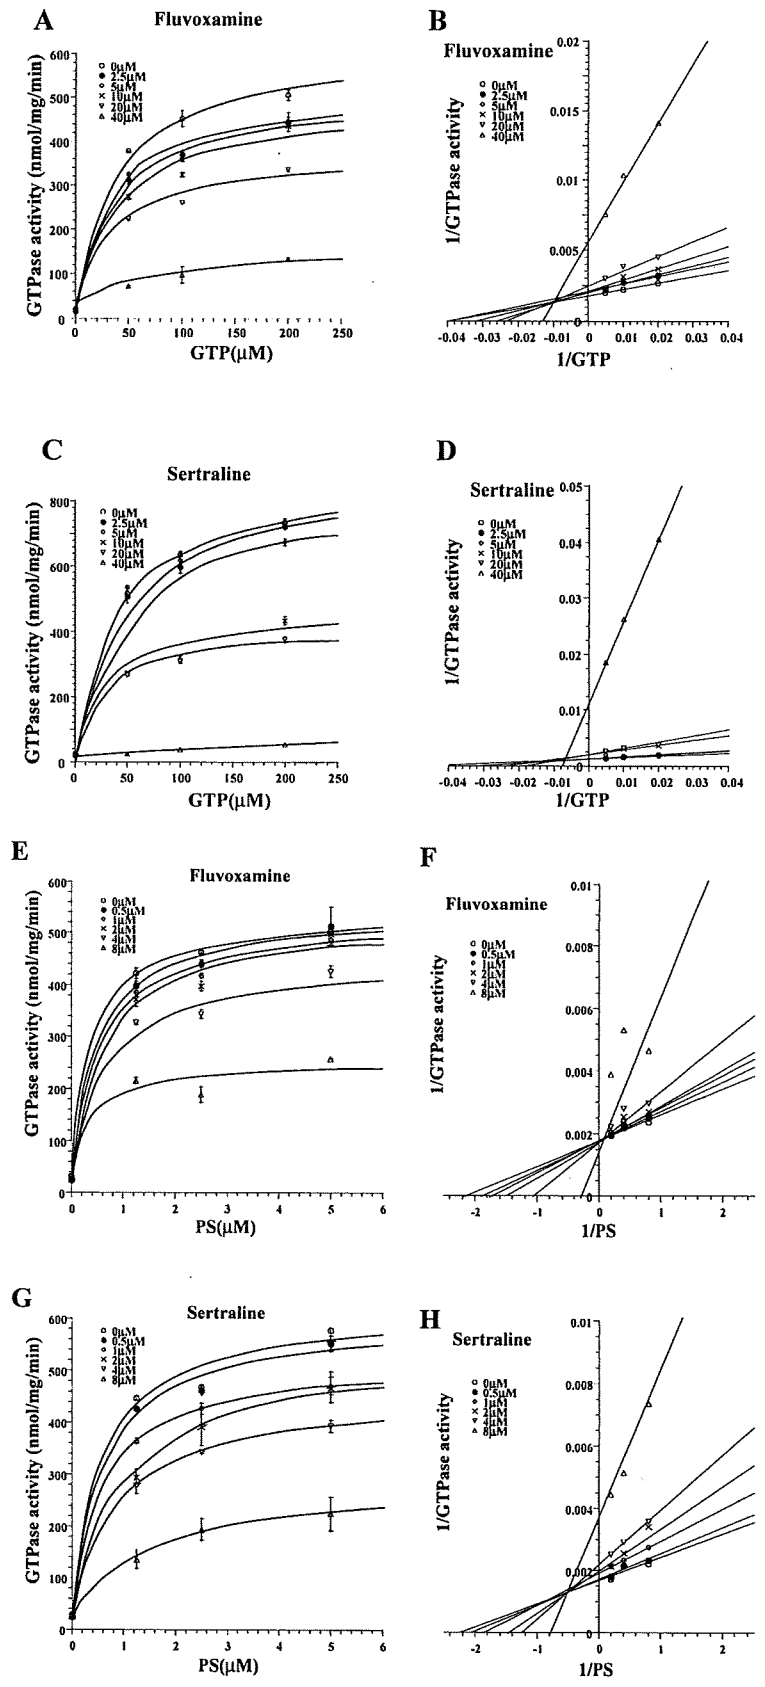 A
Fluvoxamine
GTPase activity (nmol/mg/min)
600
500
400
300
200
100
0
0μM
2.5μM
5μM
10μM
20μM
40μM
0 50 100 150 200 250
GTP(μM)
B
Fluvoxamine
1/GTPase activity
0.02
0.015
0.01
0.005
0
0μM
2.5μM
5μM
10μM
20μM
40μM
-0.04 -0.03 -0.02 -0.01 0 0.01 0.02 0.03 0.04
1/GTP
C
Sertraline
GTPase activity (nmol/mg/min)
800
600
400
200
0
0μM
2.5μM
5μM
10μM
20μM
40μM
0 50 100 150 200 250
GTP(μM)
D
Sertraline
1/GTPase activity
0.05
0.04
0.03
0.02
0.01
0
0μM
2.5μM
5μM
10μM
20μM
40μM
-0.04 -0.03 -0.02 -0.01 0 0.01 0.02 0.03 0.04
1/GTP
E
Fluvoxamine
GTPase activity (nmol/mg/min)
600
500
400
300
200
100
0
0μM
0.5μM
1μM
2μM
4μM
8μM
0 1 2 3 4 5 6
PS(μM)
F
Fluvoxamine
1/GTPase activity
0.01
0.008
0.006
0.004
0.002
0
0μM
0.5μM
1μM
2μM
4μM
8μM
-2 -1 0 1 2
1/PS
G
Sertraline
GTPase activity (nmol/mg/min)
600
500
400
300
200
100
0
0μM
0.5μM
1μM
2μM
4μM
8μM
0 1 2 3 4 5 6
PS(μM)
H
Sertraline
1/GTPase activity
0.01
0.008
0.006
0.004
0.002
0
0μM
0.5μM
1μM
2μM
4μM
8μM
-2 -1 0 1 2
1/PS